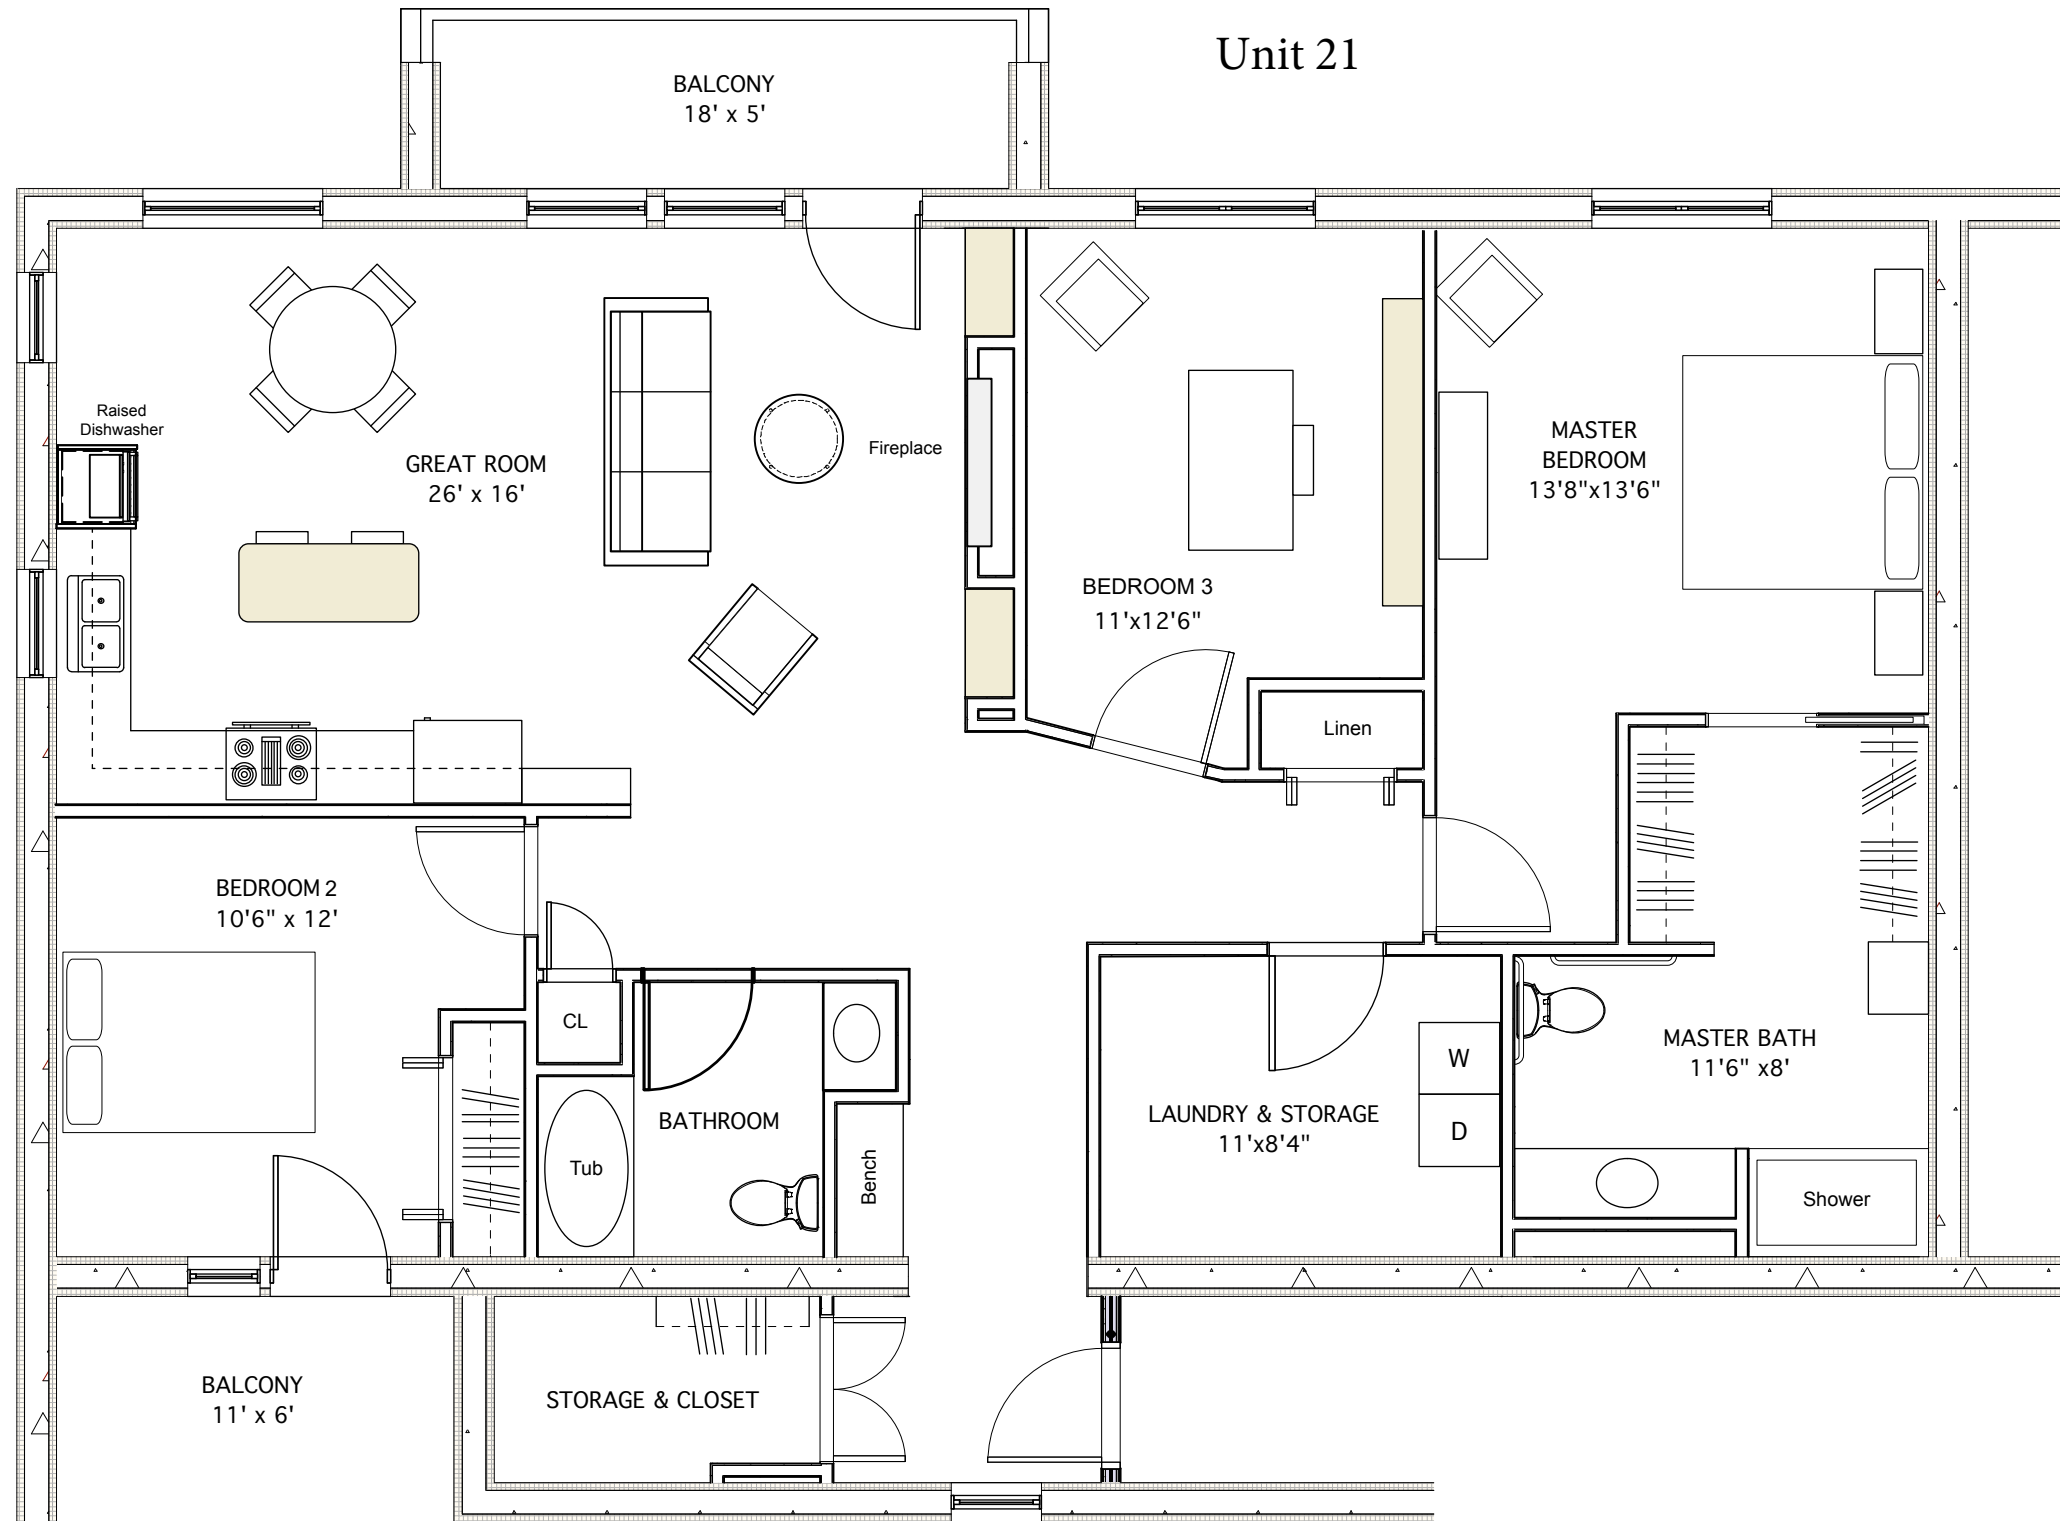 Unit 21
BALCONY
18' x 5'
Raised
Dishwasher
GREAT ROOM
26' x 16'
Fireplace
MASTER
BEDROOM
13'8"x13'6"
BEDROOM 3
11'x12'6"
Linen
BEDROOM 2
10'6" x 12'
CL
BATHROOM
Tub
Bench
LAUNDRY & STORAGE
11'x8'4"
W
D
MASTER BATH
11'6" x8'
Shower
BALCONY
11' x 6'
STORAGE & CLOSET